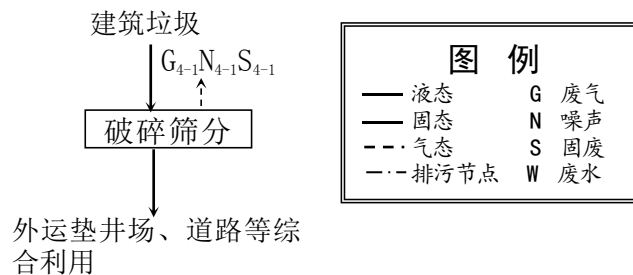 建筑垃圾
G4-1N4-1S4-1
破碎筛分
外运垫井场、道路等综
合利用
图 例
液态 G 废气
固态 N 噪声
气态 S 固废
排污节点 W 废水